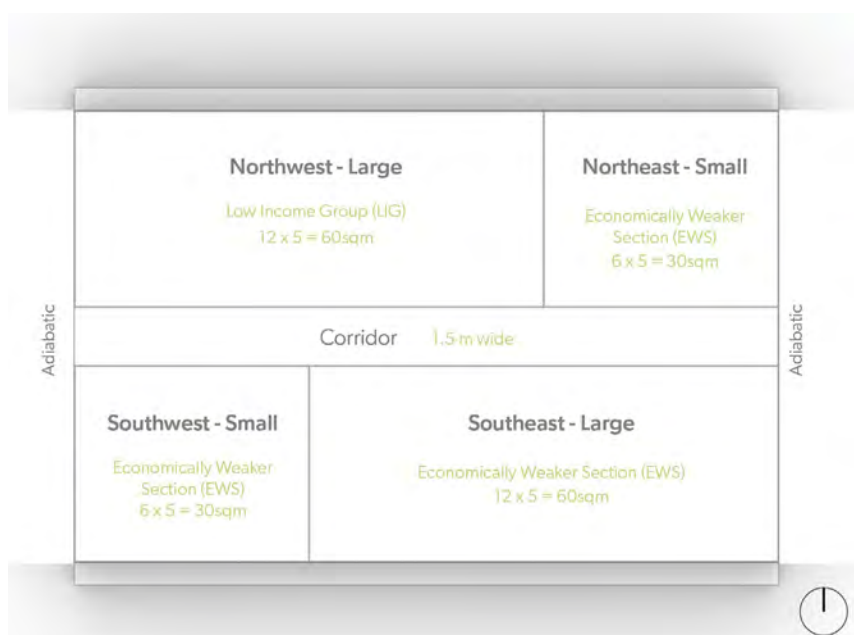 Northwest - Large
Low Income Group (LIG)
12 x 5 = 60sqm
Northeast - Small
Economically Weaker
Section (EWS)
6 x 5 = 30sqm
Adiabatic
Corridor
1.5 m wide
Adiabatic
Southwest - Small
Economically Weaker
Section (EWS)
6 x 5 = 30sqm
Southeast - Large
Economically Weaker Section (EWS)
12 x 5 = 60sqm